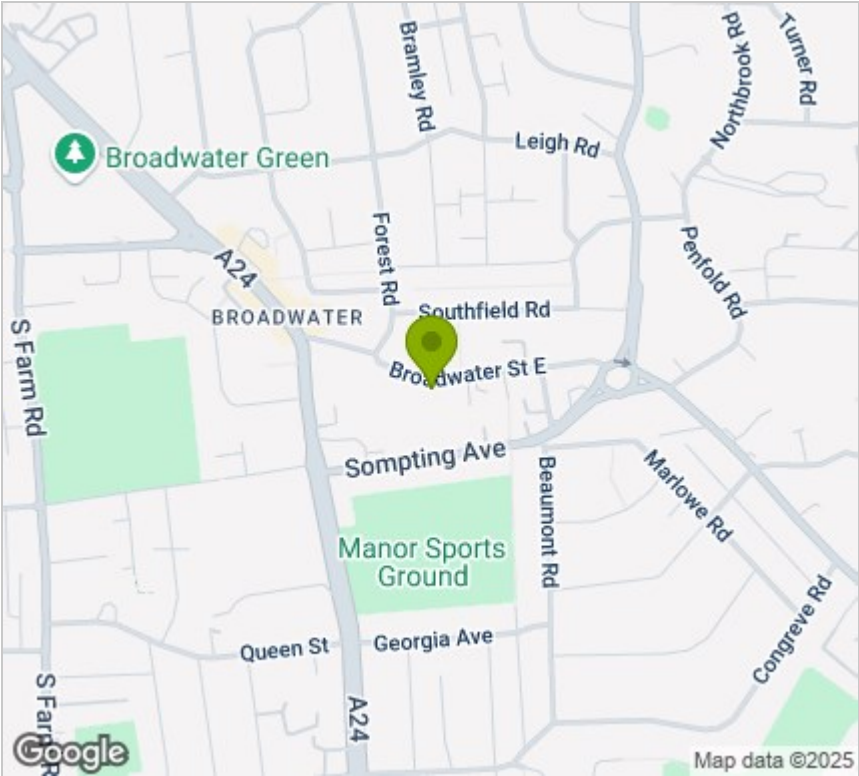 Bramley Rd
Turner Rd
Northbrook Rd
Leigh Rd
Broadwater Green
Forest Rd
Penfold Rd
A24
Southfield Rd
BROADWATER
S Farm Rd
Broadwater St E
Sompting Ave
Beaumont Rd
Marlowe Rd
Manor Sports
Ground
Congreve Rd
Queen St
Georgia Ave
S Farm R
A24
Google
Map data ©2025